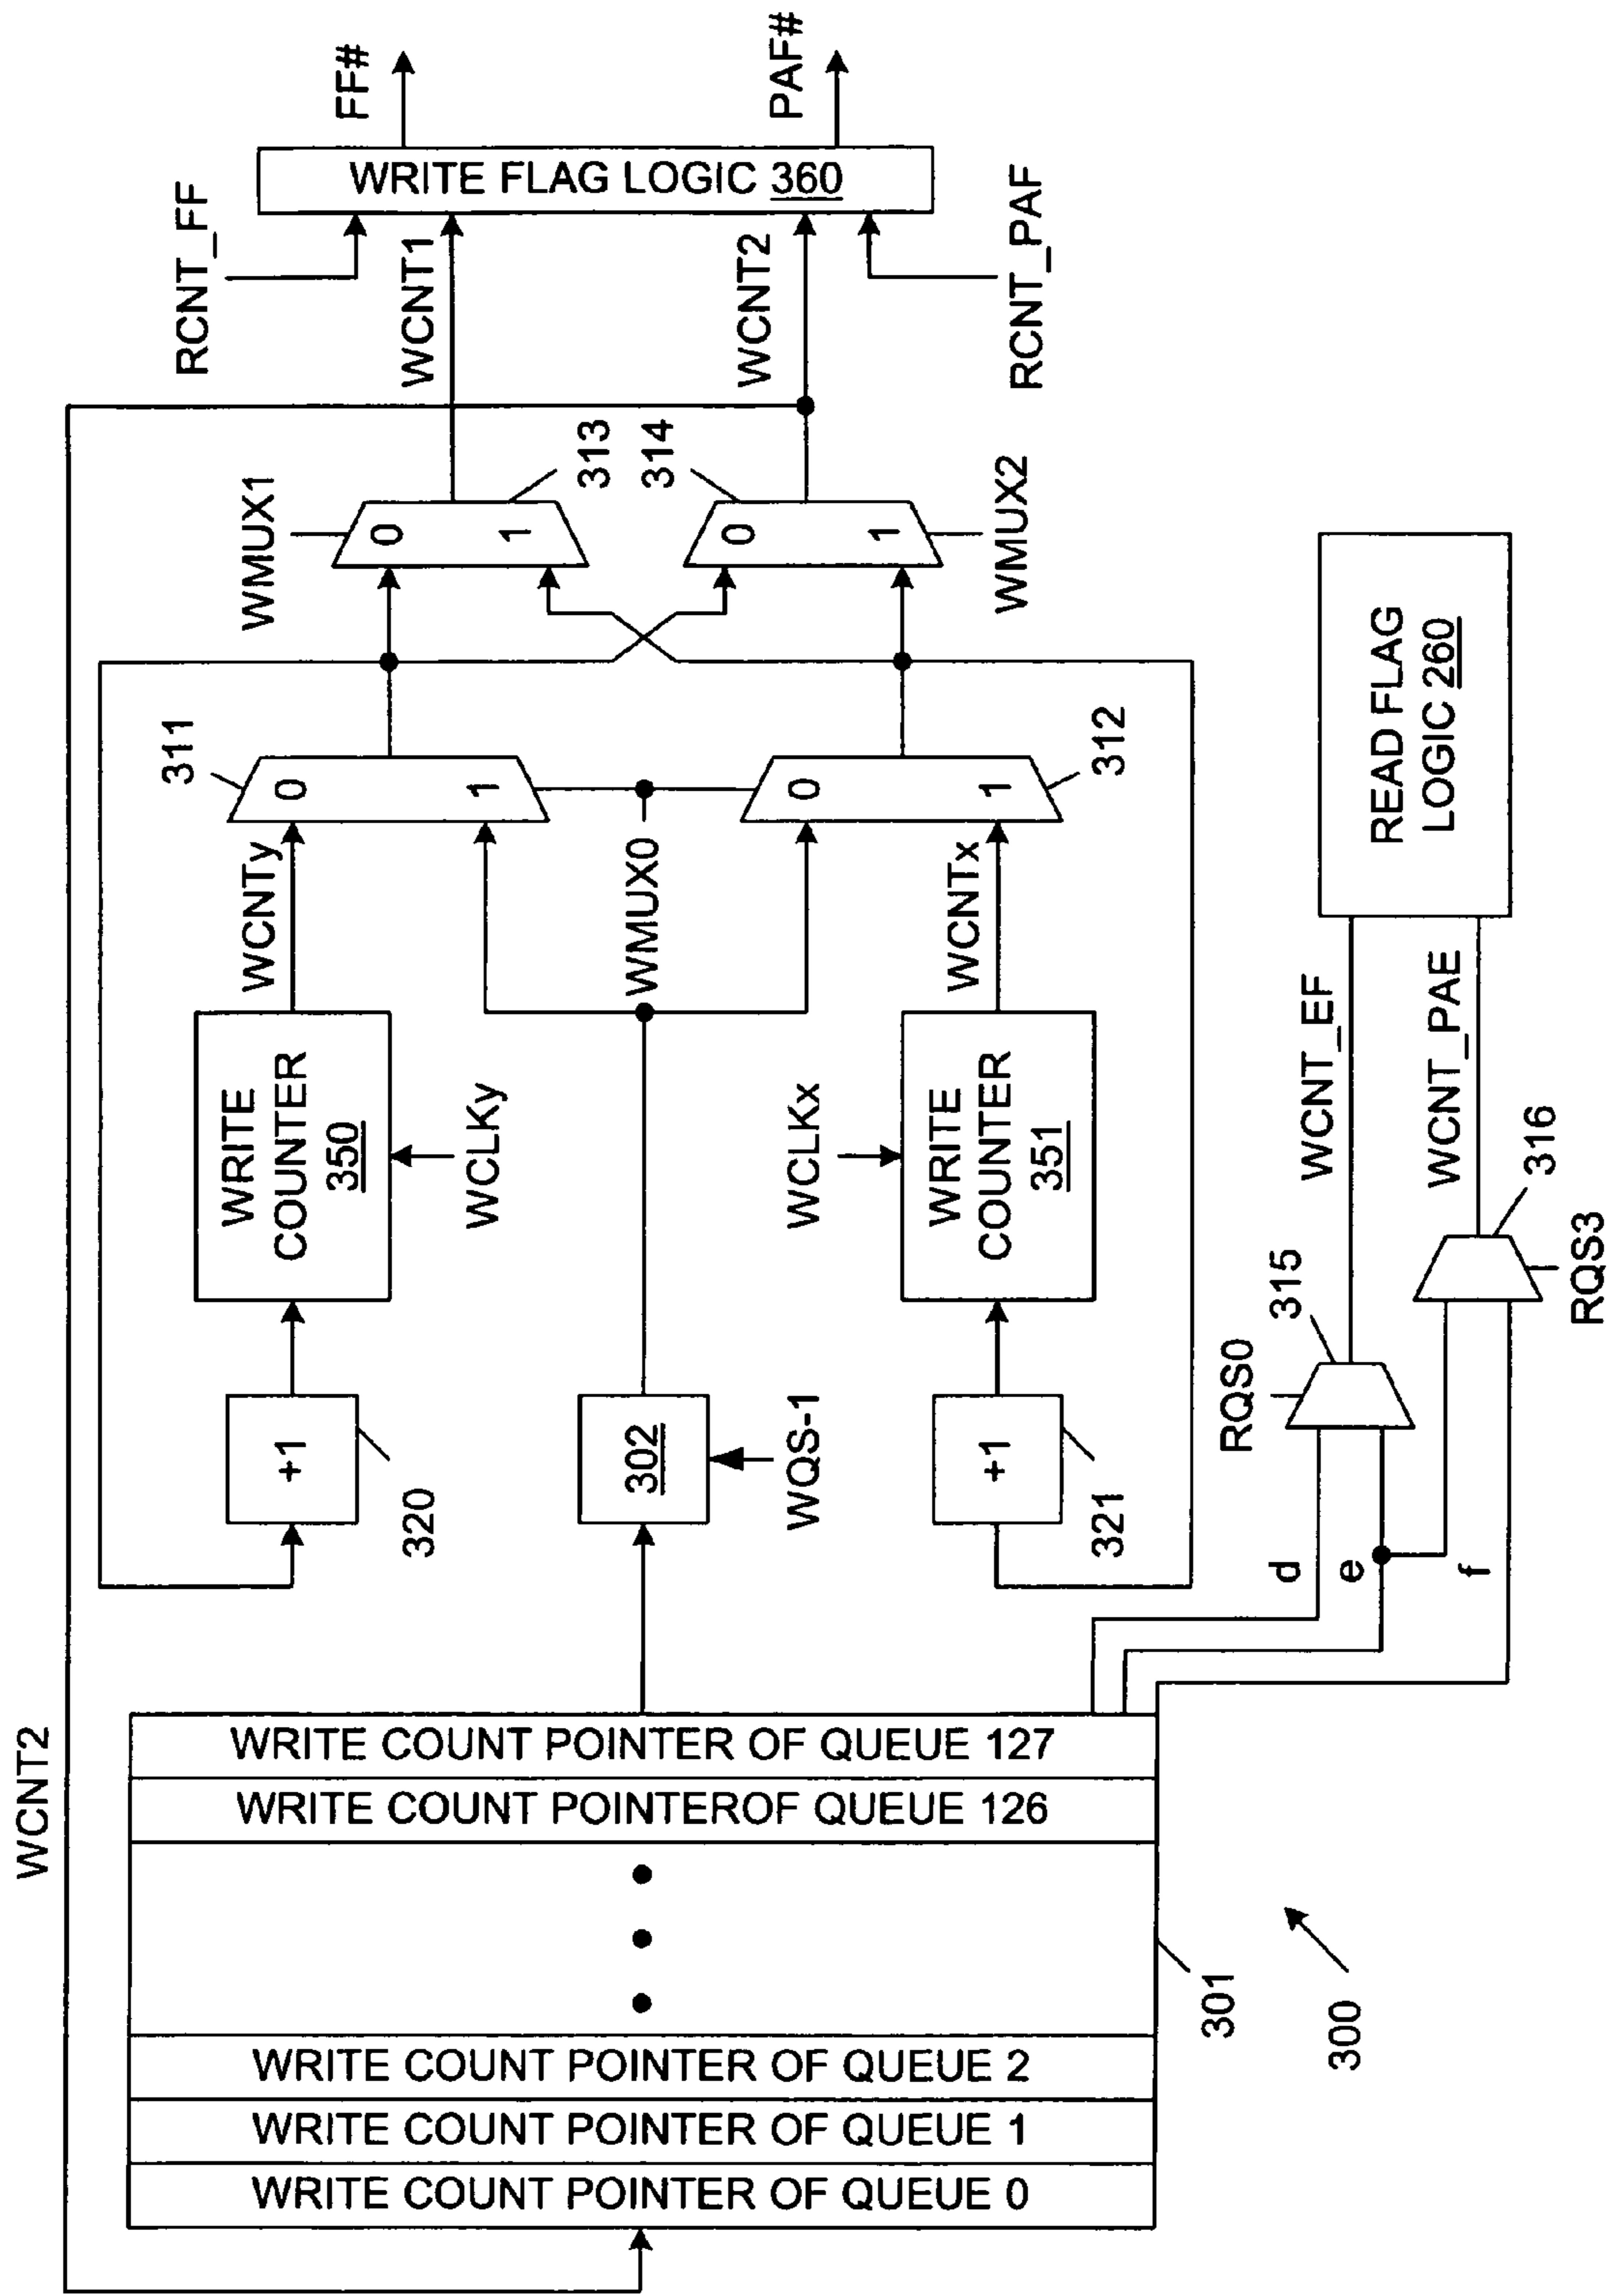 WCNT2
WRITE COUNT POINTER OF QUEUE 0
WRITE COUNT POINTER OF QUEUE 1
WRITE COUNT POINTER OF QUEUE 2
WRITE COUNT POINTEROF QUEUE 126
WRITE COUNT POINTER OF QUEUE 127
301
300
+1
320
302
WQS-1
+1
321
WRITE
COUNTER
350
WCLKy
WCLKx
WRITE
COUNTER
351
WCNTy
WMUX0
WCNTx
311
0
1
0
1
312
WMUX1
0
1
313
314
0
1
WMUX2
RCNT_FF
WCNT1
WCNT2
RCNT_PAF
WRITE FLAG LOGIC 360
FF#
PAF#
d
e
f
RQS0
315
RQS3
316
WCNT_EF
WCNT_PAE
READ FLAG
LOGIC 260